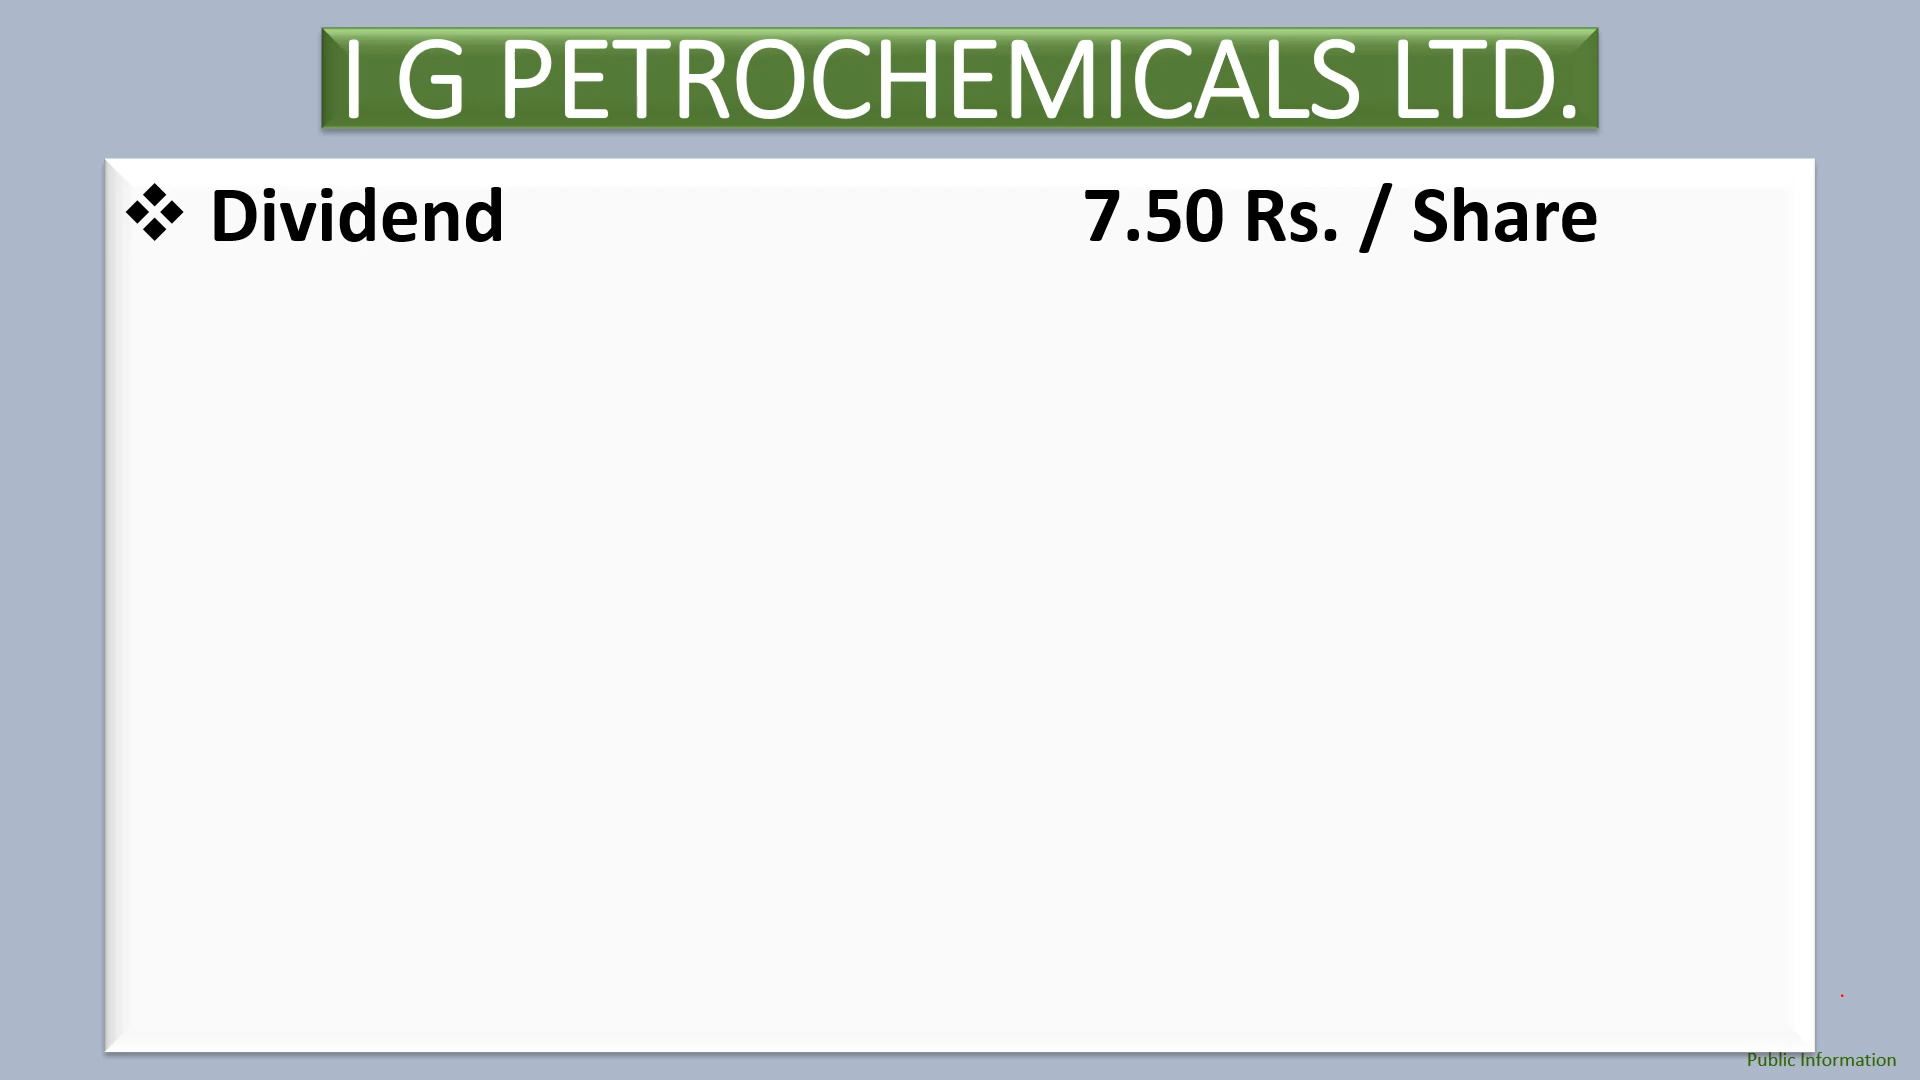 I G PETROCHEMICALS LTD.
❖ Dividend 7.50 Rs. / Share
Public Information